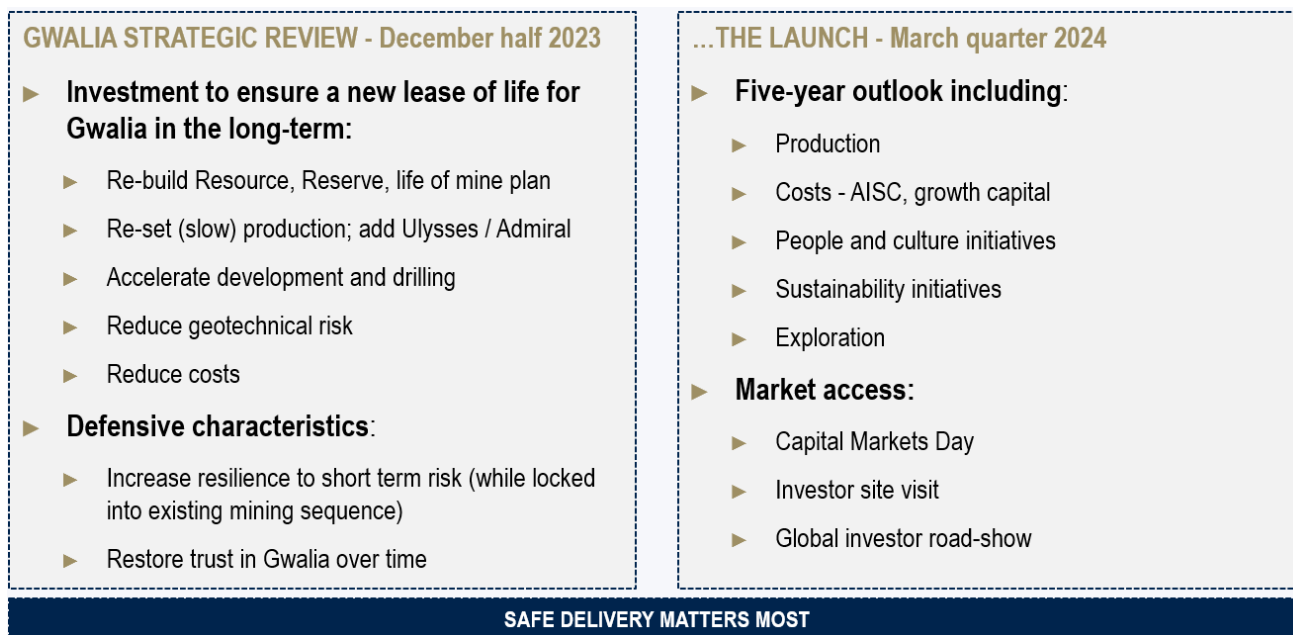 GWALIA STRATEGIC REVIEW - December half 2023
► Investment to ensure a new lease of life for
Gwalia in the long-term:
► Re-build Resource, Reserve, life of mine plan
► Re-set (slow) production; add Ulysses / Admiral
► Accelerate development and drilling
► Reduce geotechnical risk
► Reduce costs
► Defensive characteristics:
► Increase resilience to short term risk (while locked
into existing mining sequence)
► Restore trust in Gwalia over time
...THE LAUNCH - March quarter 2024
► Five-year outlook including:
► Production
► Costs - AISC, growth capital
► People and culture initiatives
► Sustainability initiatives
► Exploration
► Market access:
► Capital Markets Day
► Investor site visit
► Global investor road-show
SAFE DELIVERY MATTERS MOST